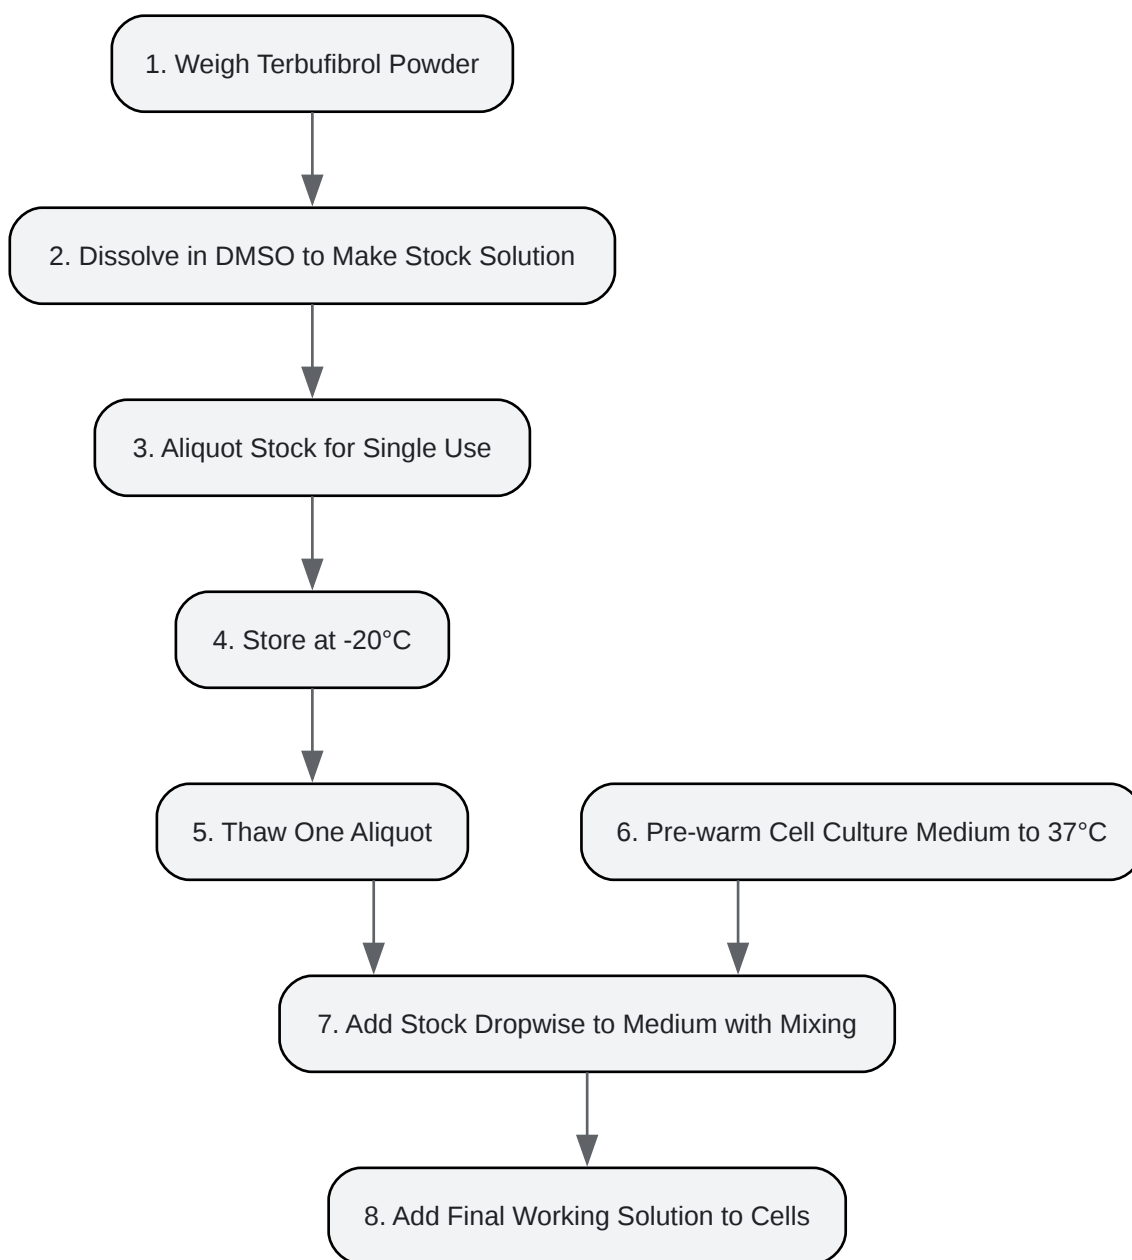 1. Weigh Terbufibrol Powder
2. Dissolve in DMSO to Make Stock Solution
3. Aliquot Stock for Single Use
4. Store at -20°C
5. Thaw One Aliquot
6. Pre-warm Cell Culture Medium to 37°C
7. Add Stock Dropwise to Medium with Mixing
8. Add Final Working Solution to Cells